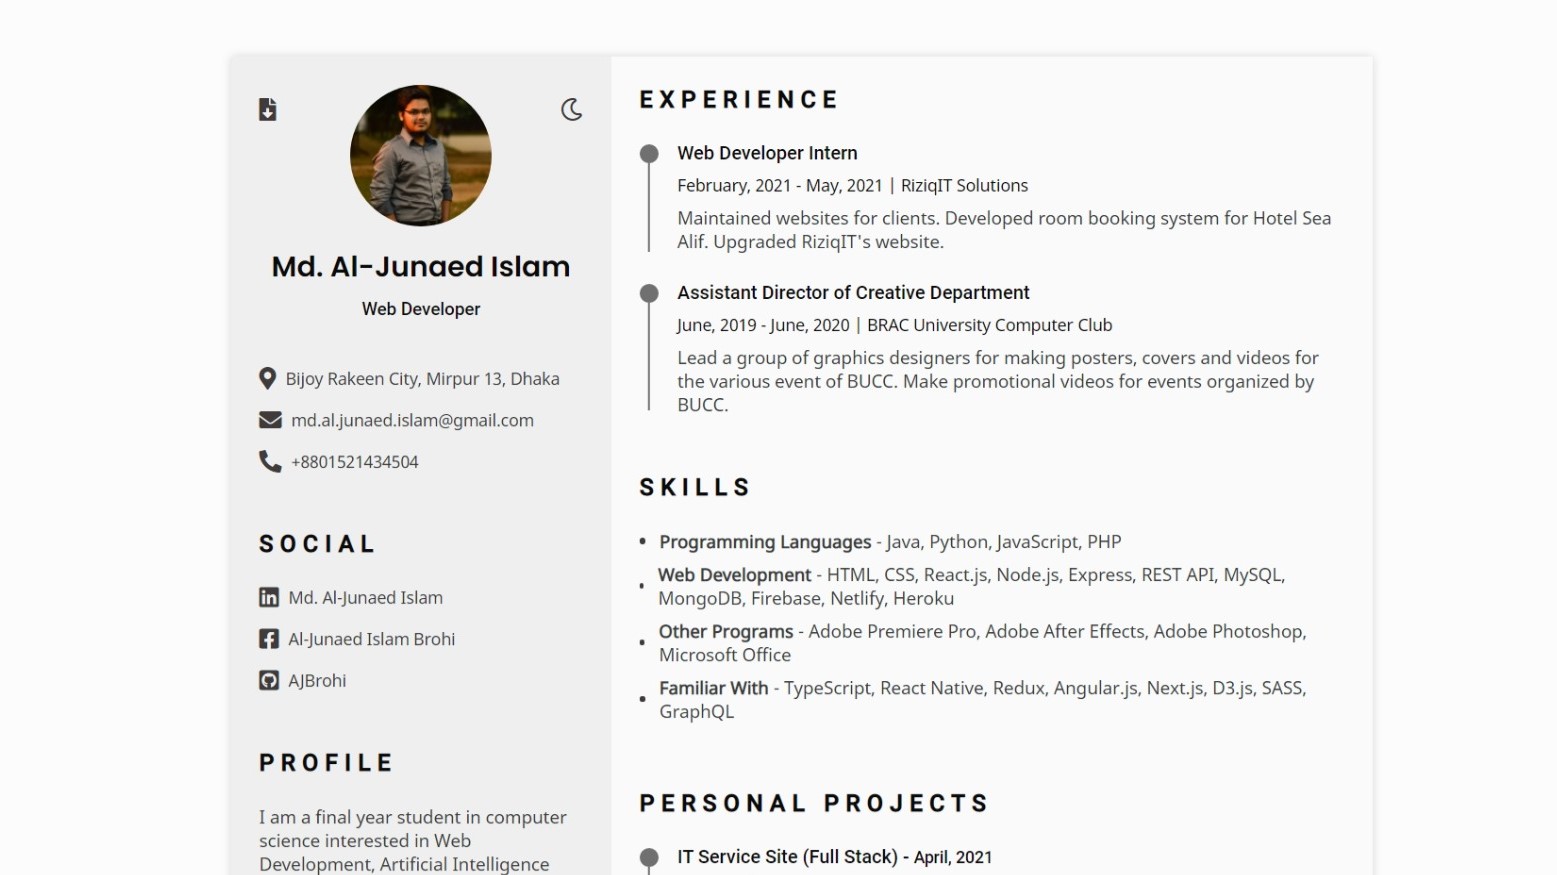 Md. Al-Junaed Islam
Web Developer
Bijoy Rakeen City, Mirpur 13, Dhaka
md.al.junaed.islam@gmail.com
+8801521434504
SOCIAL
Md. Al-Junaed Islam
Al-Junaed Islam Brohi
AJBrohi
PROFILE
I am a final year student in computer
science interested in Web
Development, Artificial Intelligence
EXPERIENCE
Web Developer Intern
February, 2021 - May, 2021 | RiziqIT Solutions
Maintained websites for clients. Developed room booking system for Hotel Sea
Alif. Upgraded RiziqIT's website.
Assistant Director of Creative Department
June, 2019 - June, 2020 | BRAC University Computer Club
Lead a group of graphics designers for making posters, covers and videos for
the various event of BUCC. Make promotional videos for events organized by
BUCC.
SKILLS
• Programming Languages - Java, Python, JavaScript, PHP
• Web Development - HTML, CSS, React.js, Node.js, Express, REST API, MySQL,
MongoDB, Firebase, Netlify, Heroku
• Other Programs - Adobe Premiere Pro, Adobe After Effects, Adobe Photoshop,
Microsoft Office
• Familiar With - TypeScript, React Native, Redux, Angular.js, Next.js, D3.js, SASS,
GraphQL
PERSONAL PROJECTS
IT Service Site (Full Stack) - April, 2021